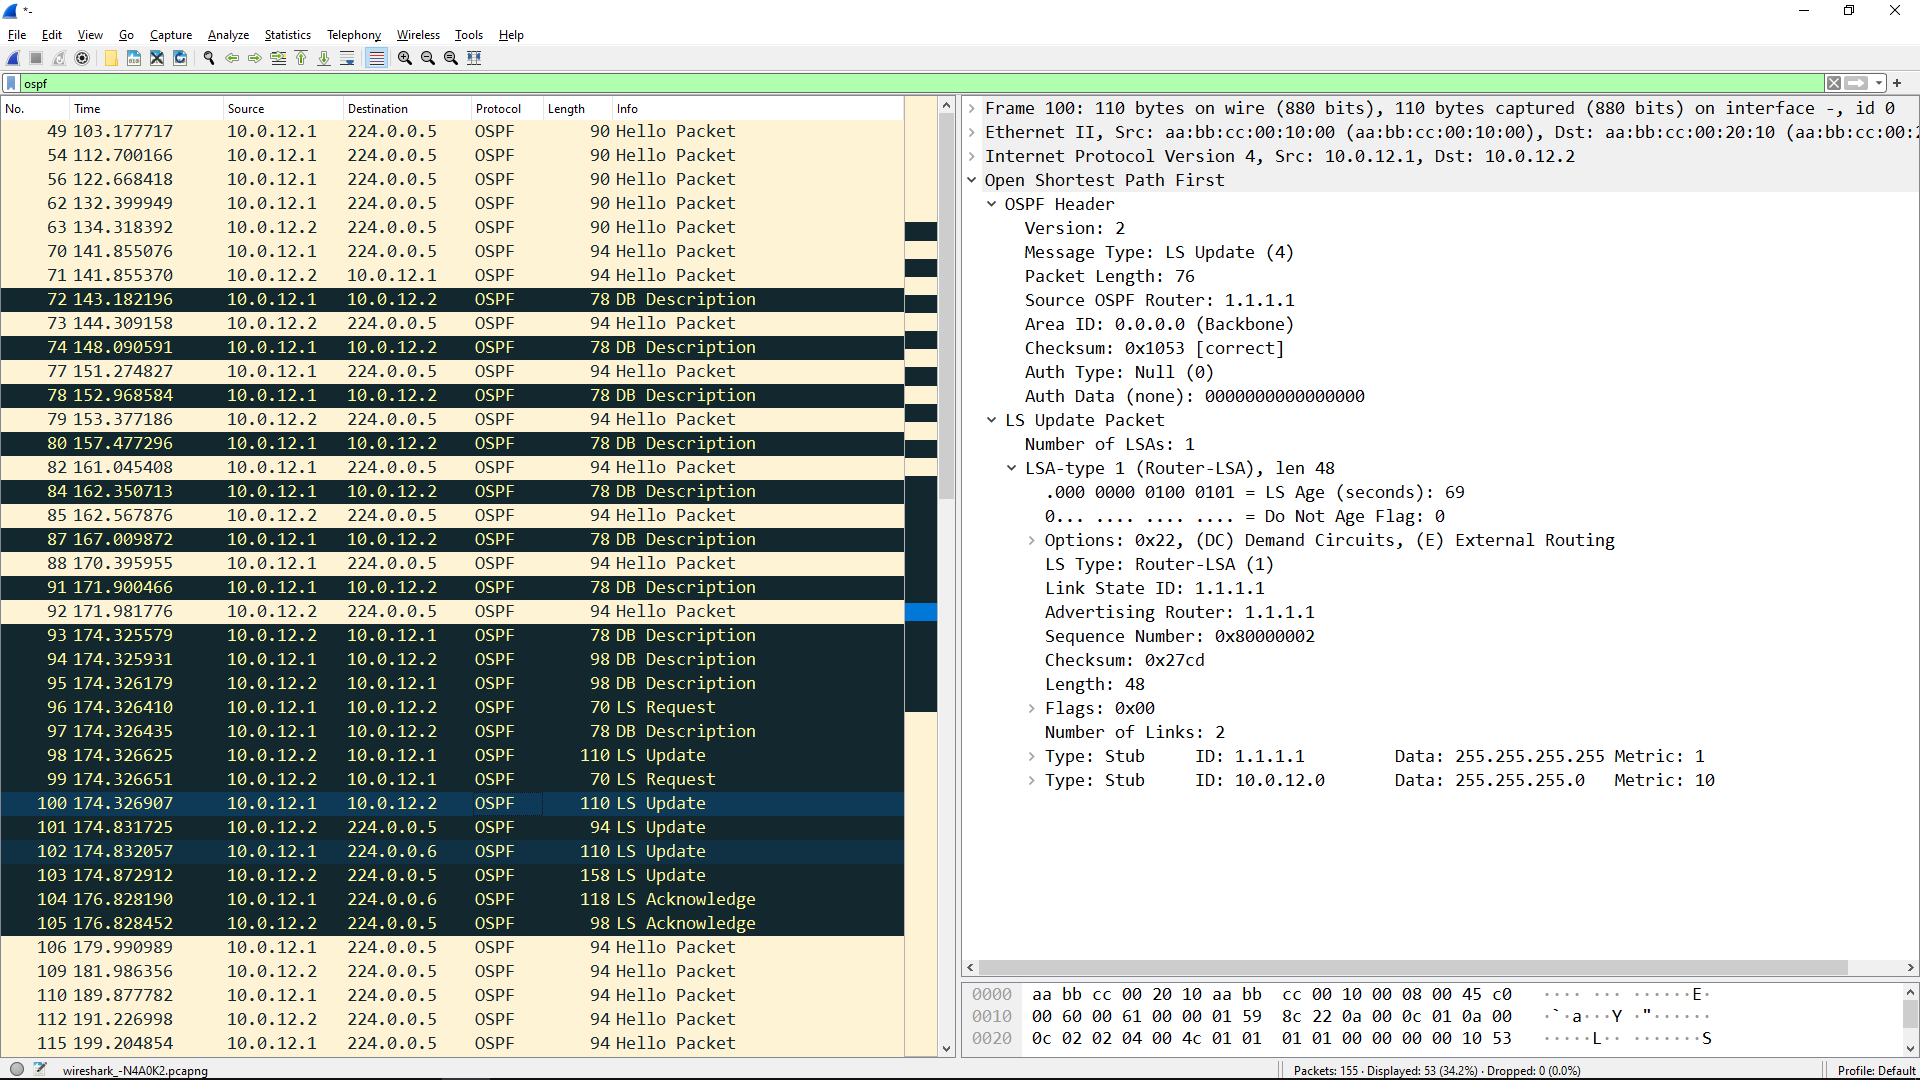 *-
File Edit View Go Capture Analyze Statistics Telephony Wireless Tools Help
ospf
No. Time Source Destination Protocol Length Info
49 103.177717 10.0.12.1 224.0.0.5 OSPF 90 Hello Packet
54 112.700166 10.0.12.1 224.0.0.5 OSPF 90 Hello Packet
56 122.668418 10.0.12.1 224.0.0.5 OSPF 90 Hello Packet
62 132.399949 10.0.12.1 224.0.0.5 OSPF 90 Hello Packet
63 134.318392 10.0.12.2 224.0.0.5 OSPF 90 Hello Packet
70 141.855076 10.0.12.1 224.0.0.5 OSPF 94 Hello Packet
71 141.855370 10.0.12.2 10.0.12.1 OSPF 94 Hello Packet
72 143.182196 10.0.12.1 10.0.12.2 OSPF 78 DB Description
73 144.309158 10.0.12.2 224.0.0.5 OSPF 94 Hello Packet
74 148.090591 10.0.12.1 10.0.12.2 OSPF 78 DB Description
77 151.274827 10.0.12.1 224.0.0.5 OSPF 94 Hello Packet
78 152.968584 10.0.12.1 10.0.12.2 OSPF 78 DB Description
79 153.377186 10.0.12.2 224.0.0.5 OSPF 94 Hello Packet
80 157.477296 10.0.12.1 10.0.12.2 OSPF 78 DB Description
82 161.045408 10.0.12.1 224.0.0.5 OSPF 94 Hello Packet
84 162.350713 10.0.12.1 10.0.12.2 OSPF 78 DB Description
85 162.567876 10.0.12.2 224.0.0.5 OSPF 94 Hello Packet
87 167.009872 10.0.12.1 10.0.12.2 OSPF 78 DB Description
88 170.395955 10.0.12.1 224.0.0.5 OSPF 94 Hello Packet
91 171.900466 10.0.12.1 10.0.12.2 OSPF 78 DB Description
92 171.981776 10.0.12.2 224.0.0.5 OSPF 94 Hello Packet
93 174.325579 10.0.12.2 10.0.12.1 OSPF 78 DB Description
94 174.325931 10.0.12.1 10.0.12.2 OSPF 98 DB Description
95 174.326179 10.0.12.2 10.0.12.1 OSPF 98 DB Description
96 174.326410 10.0.12.1 10.0.12.2 OSPF 70 LS Request
97 174.326435 10.0.12.1 10.0.12.2 OSPF 78 DB Description
98 174.326625 10.0.12.2 10.0.12.1 OSPF 110 LS Update
99 174.326651 10.0.12.2 10.0.12.1 OSPF 70 LS Request
100 174.326907 10.0.12.1 10.0.12.2 OSPF 110 LS Update
101 174.831725 10.0.12.2 224.0.0.5 OSPF 94 LS Update
102 174.832057 10.0.12.1 224.0.0.6 OSPF 110 LS Update
103 174.872912 10.0.12.2 224.0.0.5 OSPF 158 LS Update
104 176.828190 10.0.12.1 224.0.0.6 OSPF 118 LS Acknowledge
105 176.828452 10.0.12.2 224.0.0.5 OSPF 98 LS Acknowledge
106 179.990989 10.0.12.1 224.0.0.5 OSPF 94 Hello Packet
109 181.986356 10.0.12.2 224.0.0.5 OSPF 94 Hello Packet
110 189.877782 10.0.12.1 224.0.0.5 OSPF 94 Hello Packet
112 191.226998 10.0.12.2 224.0.0.5 OSPF 94 Hello Packet
115 199.204854 10.0.12.1 224.0.0.5 OSPF 94 Hello Packet
Frame 100: 110 bytes on wire (880 bits), 110 bytes captured (880 bits) on interface -, id 0
Ethernet II, Src: aa:bb:cc:00:10:00 (aa:bb:cc:00:10:00), Dst: aa:bb:cc:00:20:10 (aa:bb:cc:00:2
Internet Protocol Version 4, Src: 10.0.12.1, Dst: 10.0.12.2
Open Shortest Path First
OSPF Header
Version: 2
Message Type: LS Update (4)
Packet Length: 76
Source OSPF Router: 1.1.1.1
Area ID: 0.0.0.0 (Backbone)
Checksum: 0x1053 [correct]
Auth Type: Null (0)
Auth Data (none): 0000000000000000
LS Update Packet
Number of LSAs: 1
LSA-type 1 (Router-LSA), len 48
.000 0000 0100 0101 = LS Age (seconds): 69
0... .... .... .... = Do Not Age Flag: 0
Options: 0x22, (DC) Demand Circuits, (E) External Routing
LS Type: Router-LSA (1)
Link State ID: 1.1.1.1
Advertising Router: 1.1.1.1
Sequence Number: 0x80000002
Checksum: 0x27cd
Length: 48
Flags: 0x00
Number of Links: 2
Type: Stub ID: 1.1.1.1 Data: 255.255.255.255 Metric: 1
Type: Stub ID: 10.0.12.0 Data: 255.255.255.0 Metric: 10
0000 aa bb cc 00 20 10 aa bb cc 00 10 00 08 00 45 c0 ···· ··· ······E·
0010 00 60 00 61 00 00 01 59 8c 22 0a 00 0c 01 0a 00 ·`·a···Y ·"······
0020 0c 02 02 04 00 4c 01 01 01 01 00 00 00 00 10 53 ·····L·· ·······S
wireshark_-N4A0K2.pcapng
Packets: 155 · Displayed: 53 (34.2%) · Dropped: 0 (0.0%)
Profile: Default